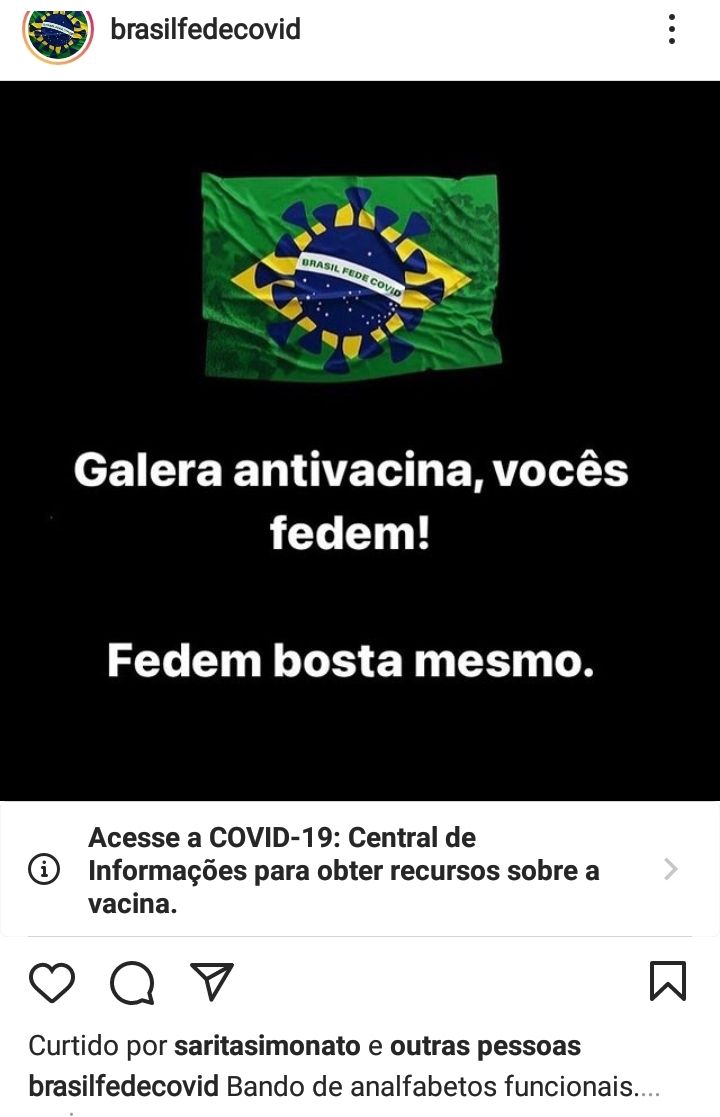 brasilfedecovid
BRASIL FEDE COVID
Galera antivacina, vocês
fedem!
Fedem bosta mesmo.
Acesse a COVID-19: Central de
Informações para obter recursos sobre a
vacina.
Curtido por saritasimonato e outras pessoas
brasilfedecovid Bando de analfabetos funcionais....